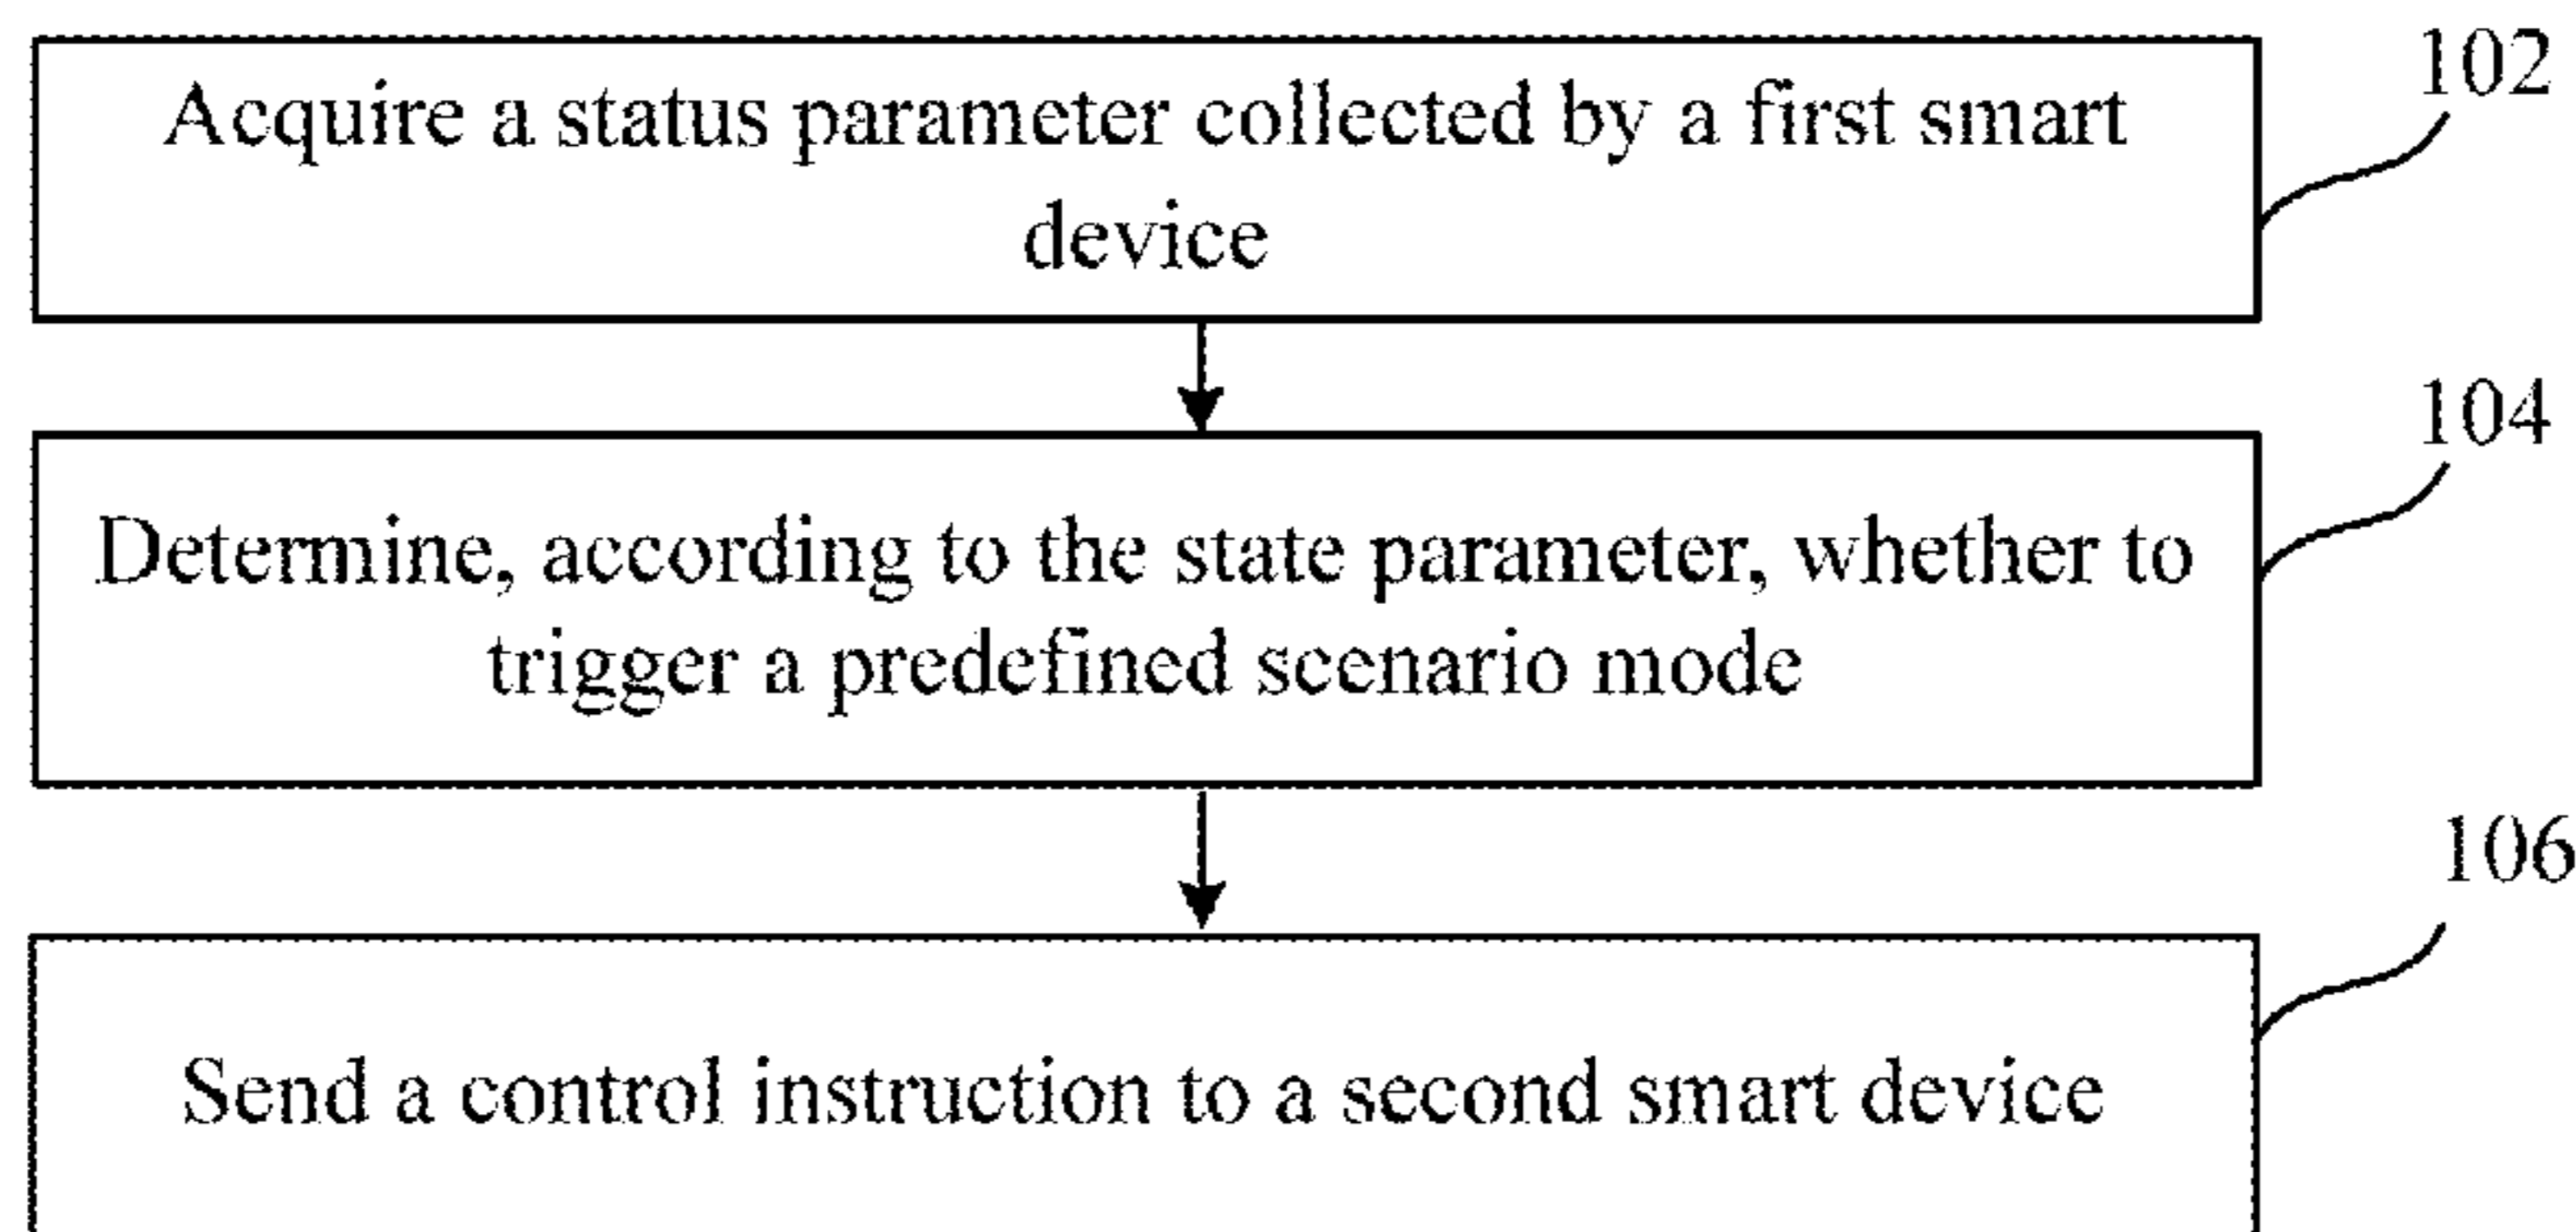 Acquire a status parameter collected by a first smart
device
102
Determine, according to the state parameter, whether to
trigger a predefined scenario mode
104
Send a control instruction to a second smart device
106